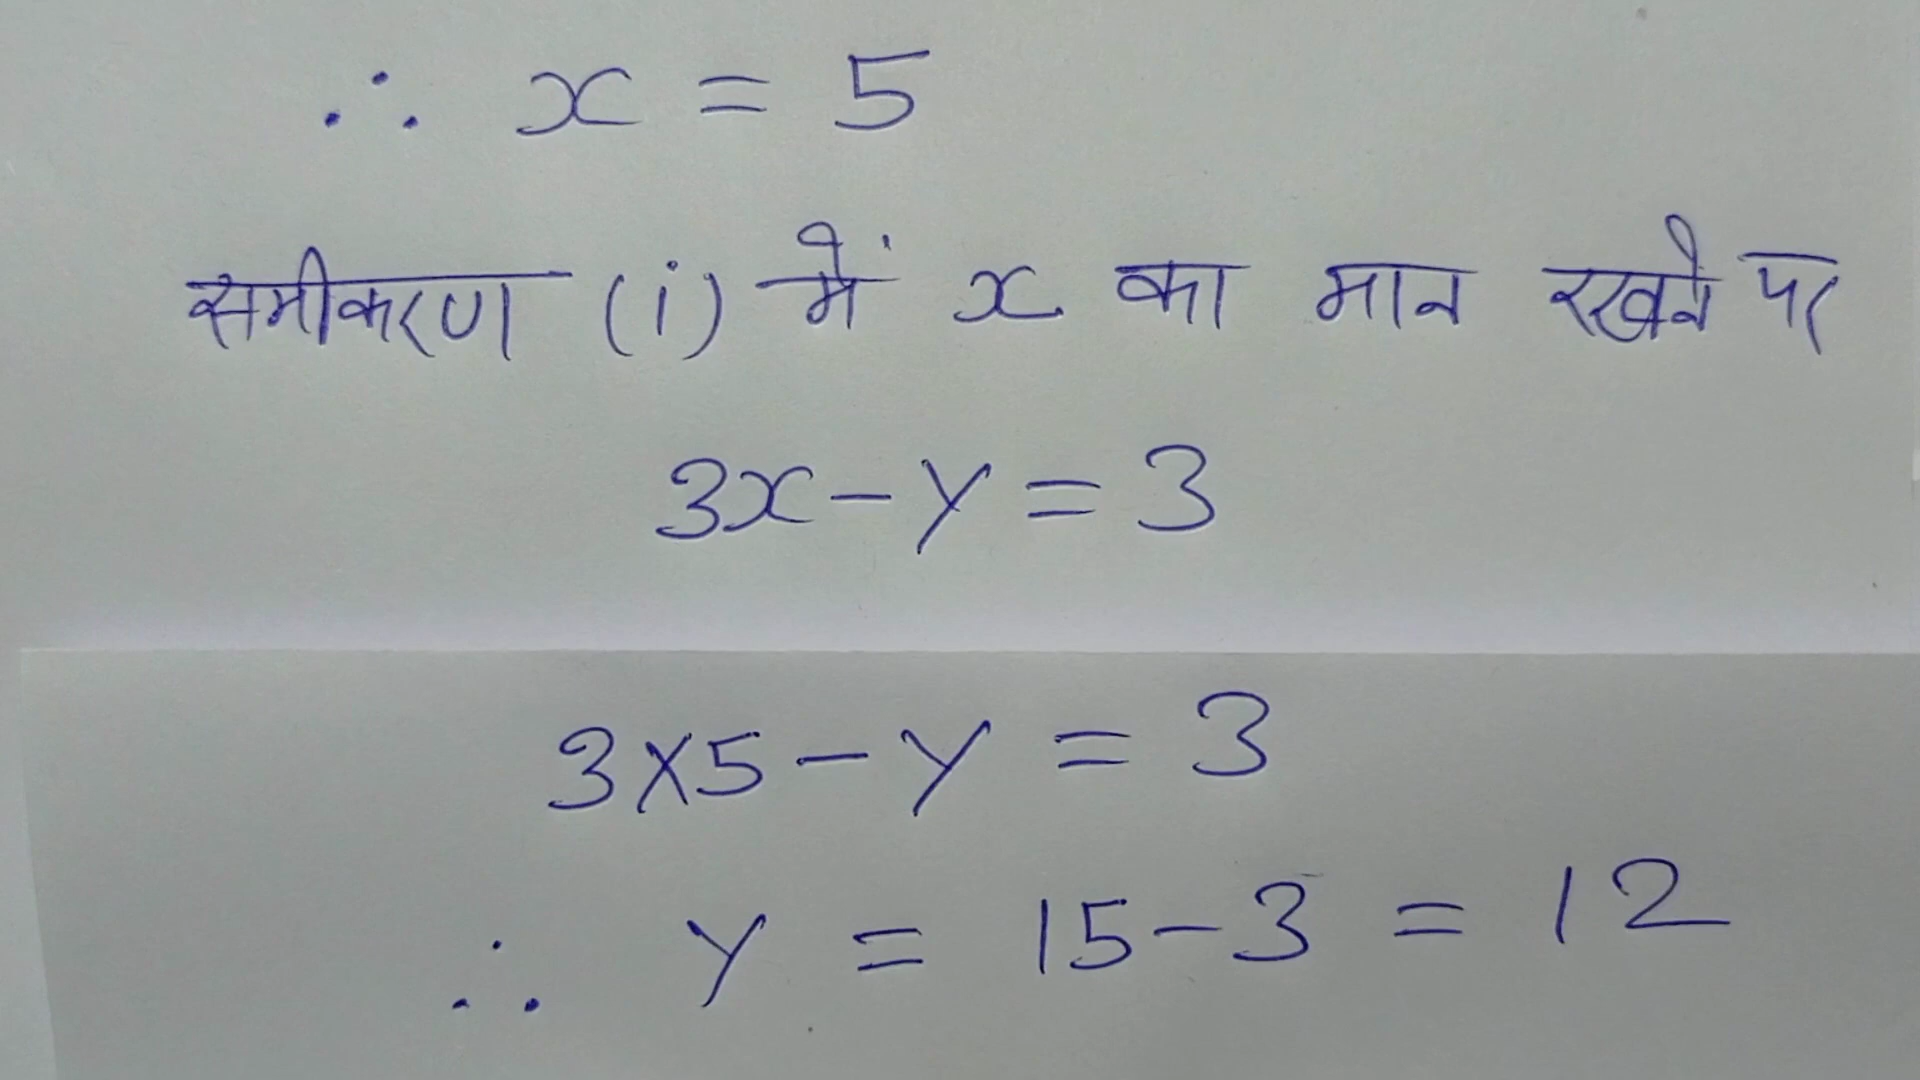 ∴ x = 5
समीकरण (i) में x का मान रखने पर
3x - y = 3
3×5 - y = 3
∴ y = 15 - 3 = 12